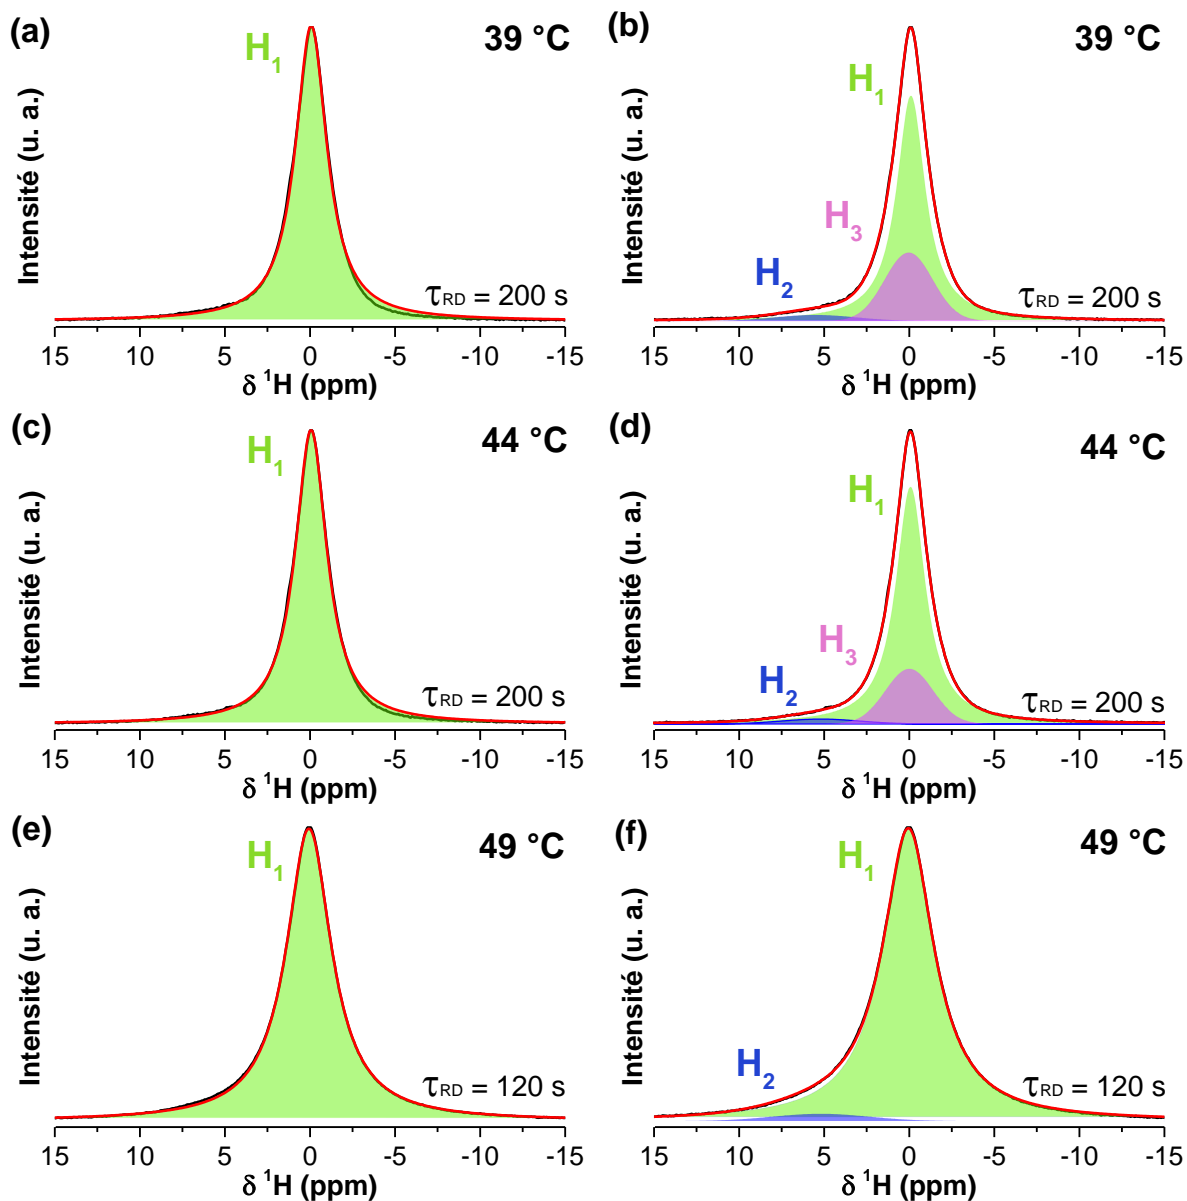 (a)
39 °C
H₁
τRD = 200 s
Intensité (u. a.)
15 10 5 0 -5 -10 -15
δ ¹H (ppm)
(b)
39 °C
H₁
H₃
H₂
τRD = 200 s
Intensité (u. a.)
15 10 5 0 -5 -10 -15
δ ¹H (ppm)
(c)
44 °C
H₁
τRD = 200 s
Intensité (u. a.)
15 10 5 0 -5 -10 -15
δ ¹H (ppm)
(d)
44 °C
H₁
H₃
H₂
τRD = 200 s
Intensité (u. a.)
15 10 5 0 -5 -10 -15
δ ¹H (ppm)
(e)
49 °C
H₁
τRD = 120 s
Intensité (u. a.)
15 10 5 0 -5 -10 -15
δ ¹H (ppm)
(f)
49 °C
H₁
H₂
τRD = 120 s
Intensité (u. a.)
15 10 5 0 -5 -10 -15
δ ¹H (ppm)